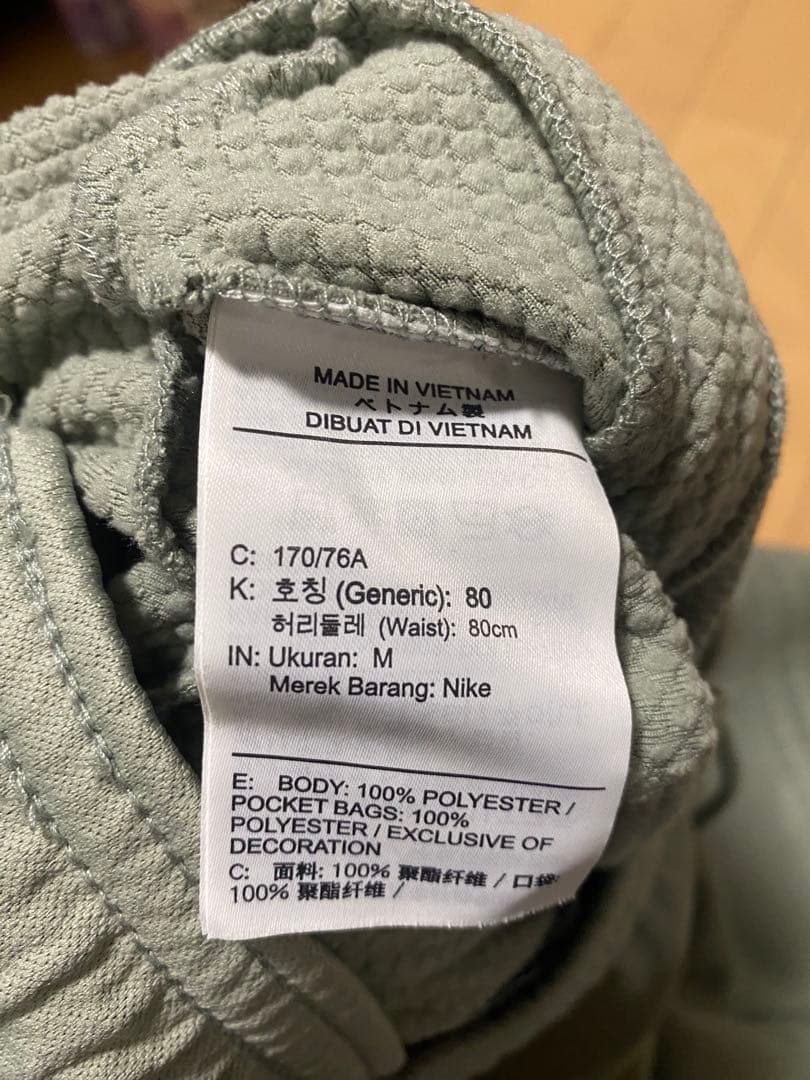 MADE IN VIETNAM
ベトナム製
DIBUAT DI VIETNAM
C: 170/76A
K: 호칭 (Generic): 80
허리둘레 (Waist): 80cm
IN: Ukuran: M
Merek Barang: Nike
E: BODY: 100% POLYESTER /
POCKET BAGS: 100%
POLYESTER / EXCLUSIVE OF
DECORATION
C: 面料: 100% 聚酯纤维 / 口袋
100% 聚酯纤维 /